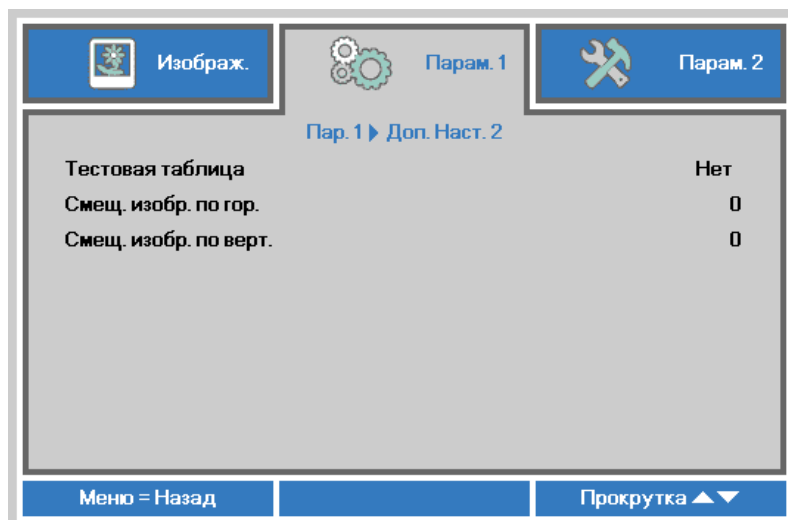 Изображ.
Парам. 1
Парам. 2
Пар. 1 ▶ Доп. Наст. 2
Тестовая таблица Нет
Смещ. изобр. по гор. 0
Смещ. изобр. по верт. 0
Меню = Назад
Прокрутка ▲▼